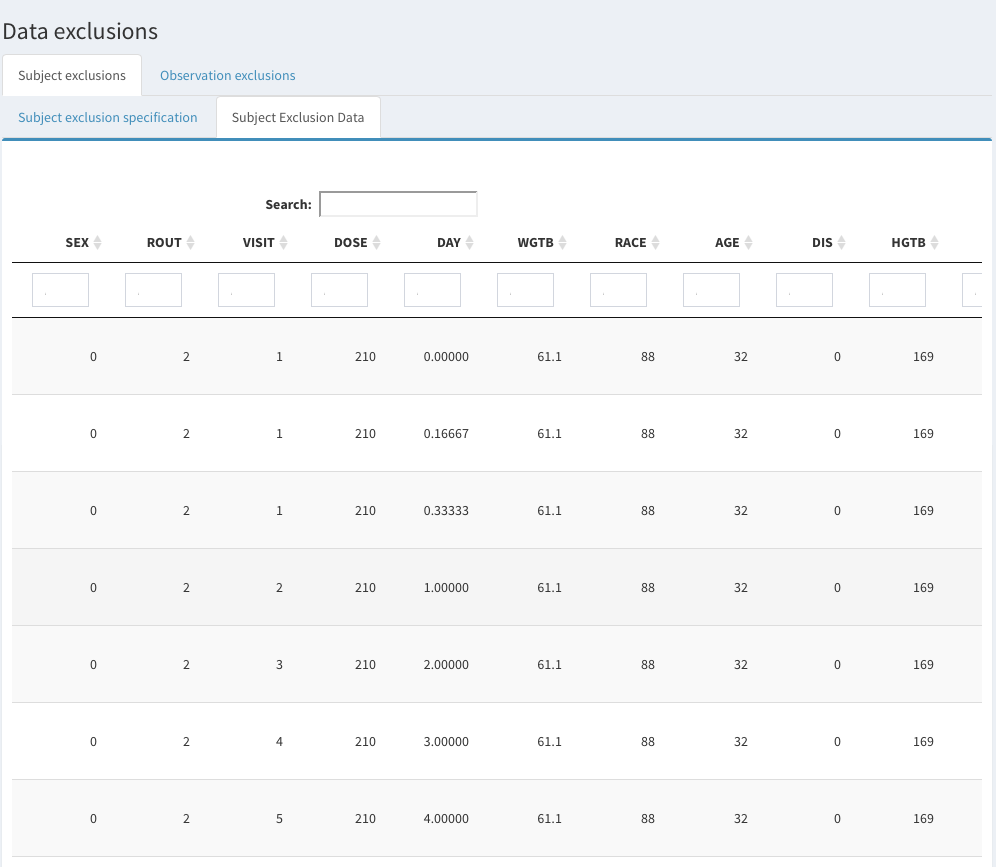 Data exclusions
Subject exclusions Observation exclusions
Subject exclusion specification Subject Exclusion Data
Search:
SEX ROUT VISIT DOSE DAY WGTB RACE AGE DIS HGTB
. . . . . . . . . . .
0 2 1 210 0.00000 61.1 88 32 0 169
0 2 1 210 0.16667 61.1 88 32 0 169
0 2 1 210 0.33333 61.1 88 32 0 169
0 2 2 210 1.00000 61.1 88 32 0 169
0 2 3 210 2.00000 61.1 88 32 0 169
0 2 4 210 3.00000 61.1 88 32 0 169
0 2 5 210 4.00000 61.1 88 32 0 169